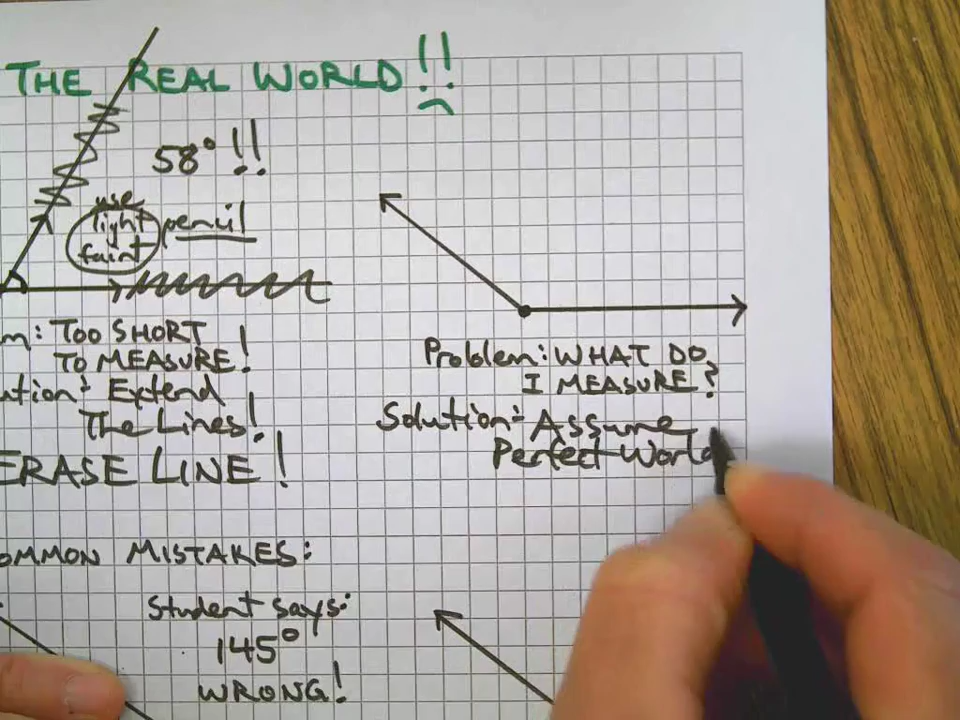 THE REAL WORLD!!
58°!!
use
light
faint pencil
m: TOO SHORT
TO MEASURE!
ution: Extend
The Lines!
ERASE LINE!
Problem: WHAT DO
I MEASURE?
Solution: Assume
Perfect World
OMMON MISTAKES:
Student says:
145°
WRONG!